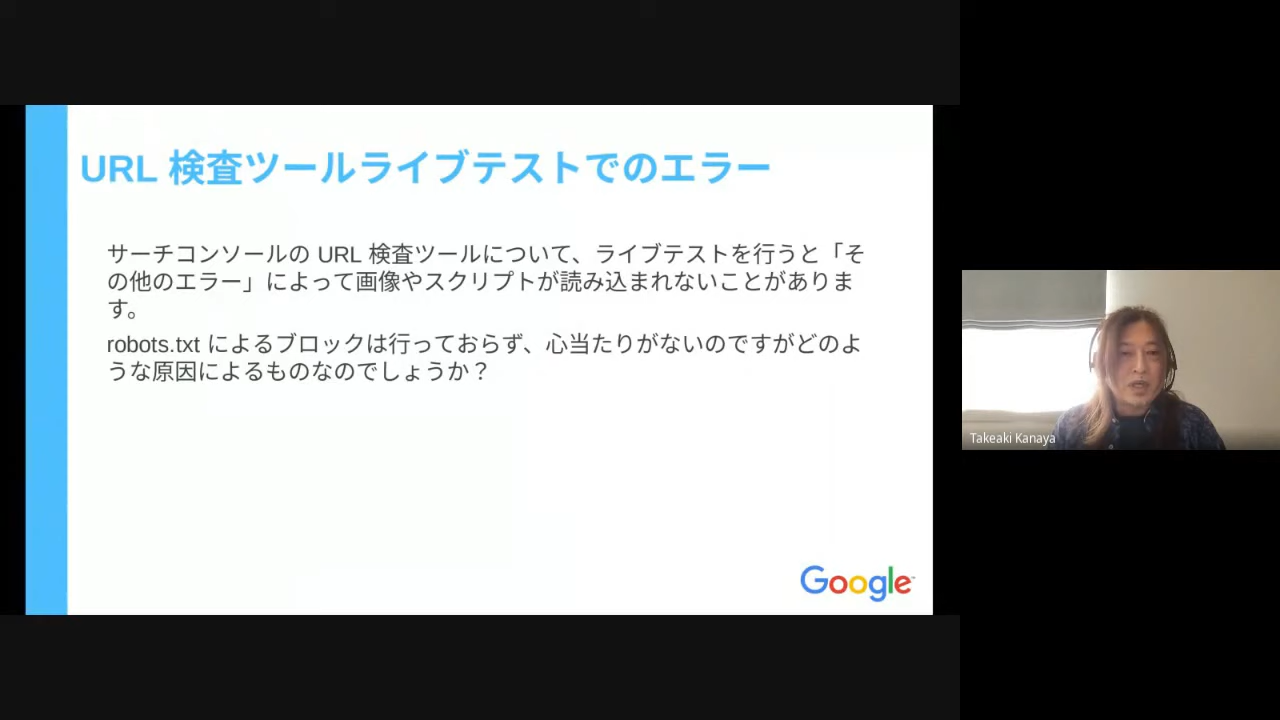 URL 検査ツールライブテストでのエラー
サーチコンソールの URL 検査ツールについて、ライブテストを行うと「そ
の他のエラー」によって画像やスクリプトが読み込まれないことがありま
す。
robots.txt によるブロックは行っておらず、心当たりがないのですがどのよ
うな原因によるものなのでしょうか？
Google
Takeaki Kanaya